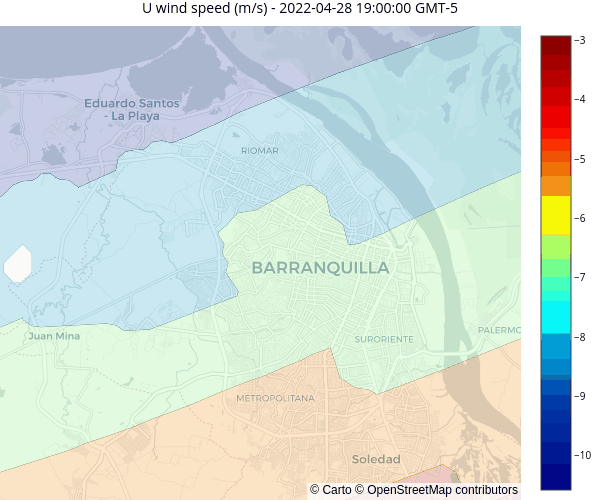 U wind speed (m/s) - 2022-04-28 19:00:00 GMT-5
−3
Eduardo Santos
- La Playa
−4
RIOMAR
−5
−6
BARRANQUILLA
−7
PALERMO
Juan Mina
SURORIENTE
−8
METROPOLITANA
−9
Soledad
−10
© Carto © OpenStreetMap contributors